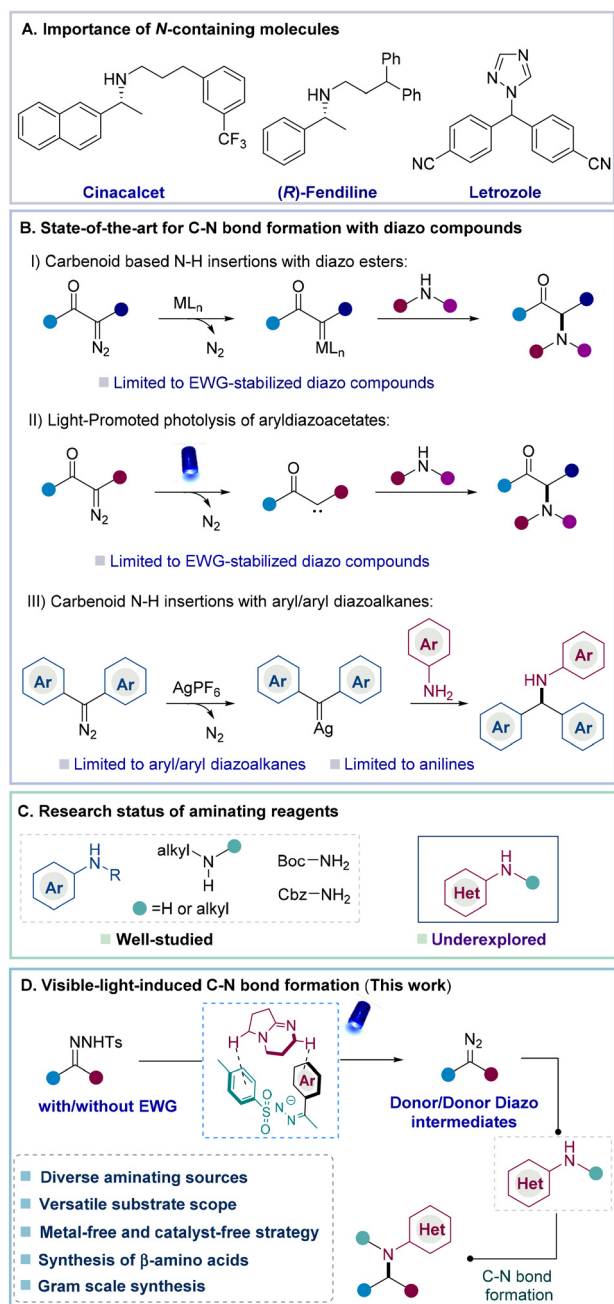 A. Importance of N-containing molecules
HN
CF3
Cinacalcet
Ph
Ph
HN
(R)-Fendiline
N
N
N
NC
CN
Letrozole
B. State-of-the-art for C-N bond formation with diazo compounds
I) Carbenoid based N-H insertions with diazo esters:
O
N2
MLn
N2
O
MLn
H
N
O
N
Limited to EWG-stabilized diazo compounds
II) Light-Promoted photolysis of aryldiazoacetates:
O
N2
N2
O
H
N
O
N
Limited to EWG-stabilized diazo compounds
III) Carbenoid N-H insertions with aryl/aryl diazoalkanes:
Ar
Ar
N2
AgPF6
N2
Ar
Ar
Ag
Ar
NH2
Ar
HN
Ar
Ar
Limited to aryl/aryl diazoalkanes
Limited to anilines
C. Research status of aminating reagents
Ar
H
N
R
alkyl
N
H
=H or alkyl
Boc–NH2
Cbz–NH2
Well-studied
Het
H
N
Underexplored
D. Visible-light-induced C-N bond formation (This work)
NNHTs
with/without EWG
H
N
N
H
Ar
O
S
O
N
N
⊖
N2
Donor/Donor Diazo
intermediates
Het
H
N
Diverse aminating sources
Versatile substrate scope
Metal-free and catalyst-free strategy
Synthesis of β-amino acids
Gram scale synthesis
Het
N
C-N bond
formation